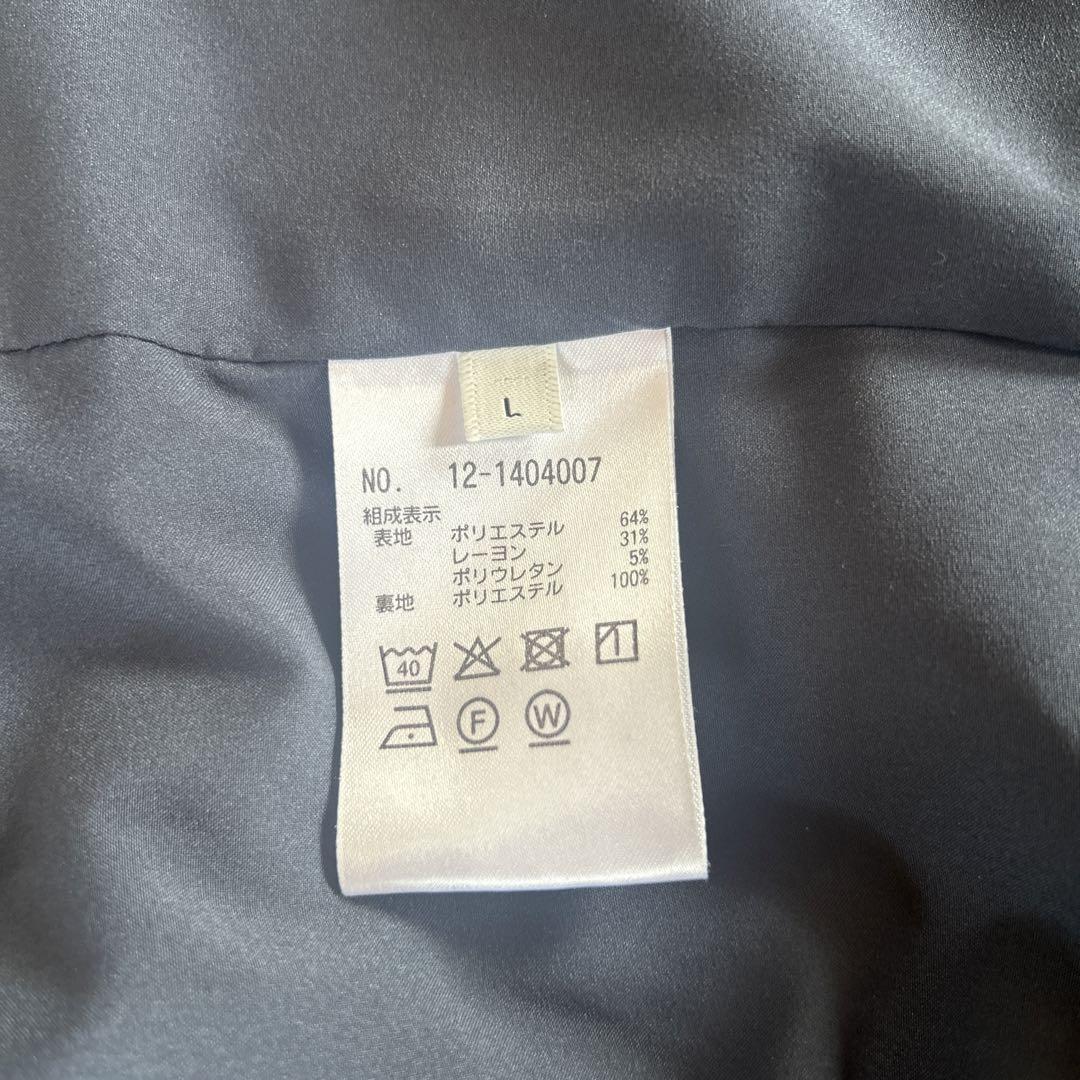 L
NO. 12-1404007
組成表示
表地 ポリエステル 64%
レーヨン 31%
ポリウレタン 5%
裏地 ポリエステル 100%
40
F W